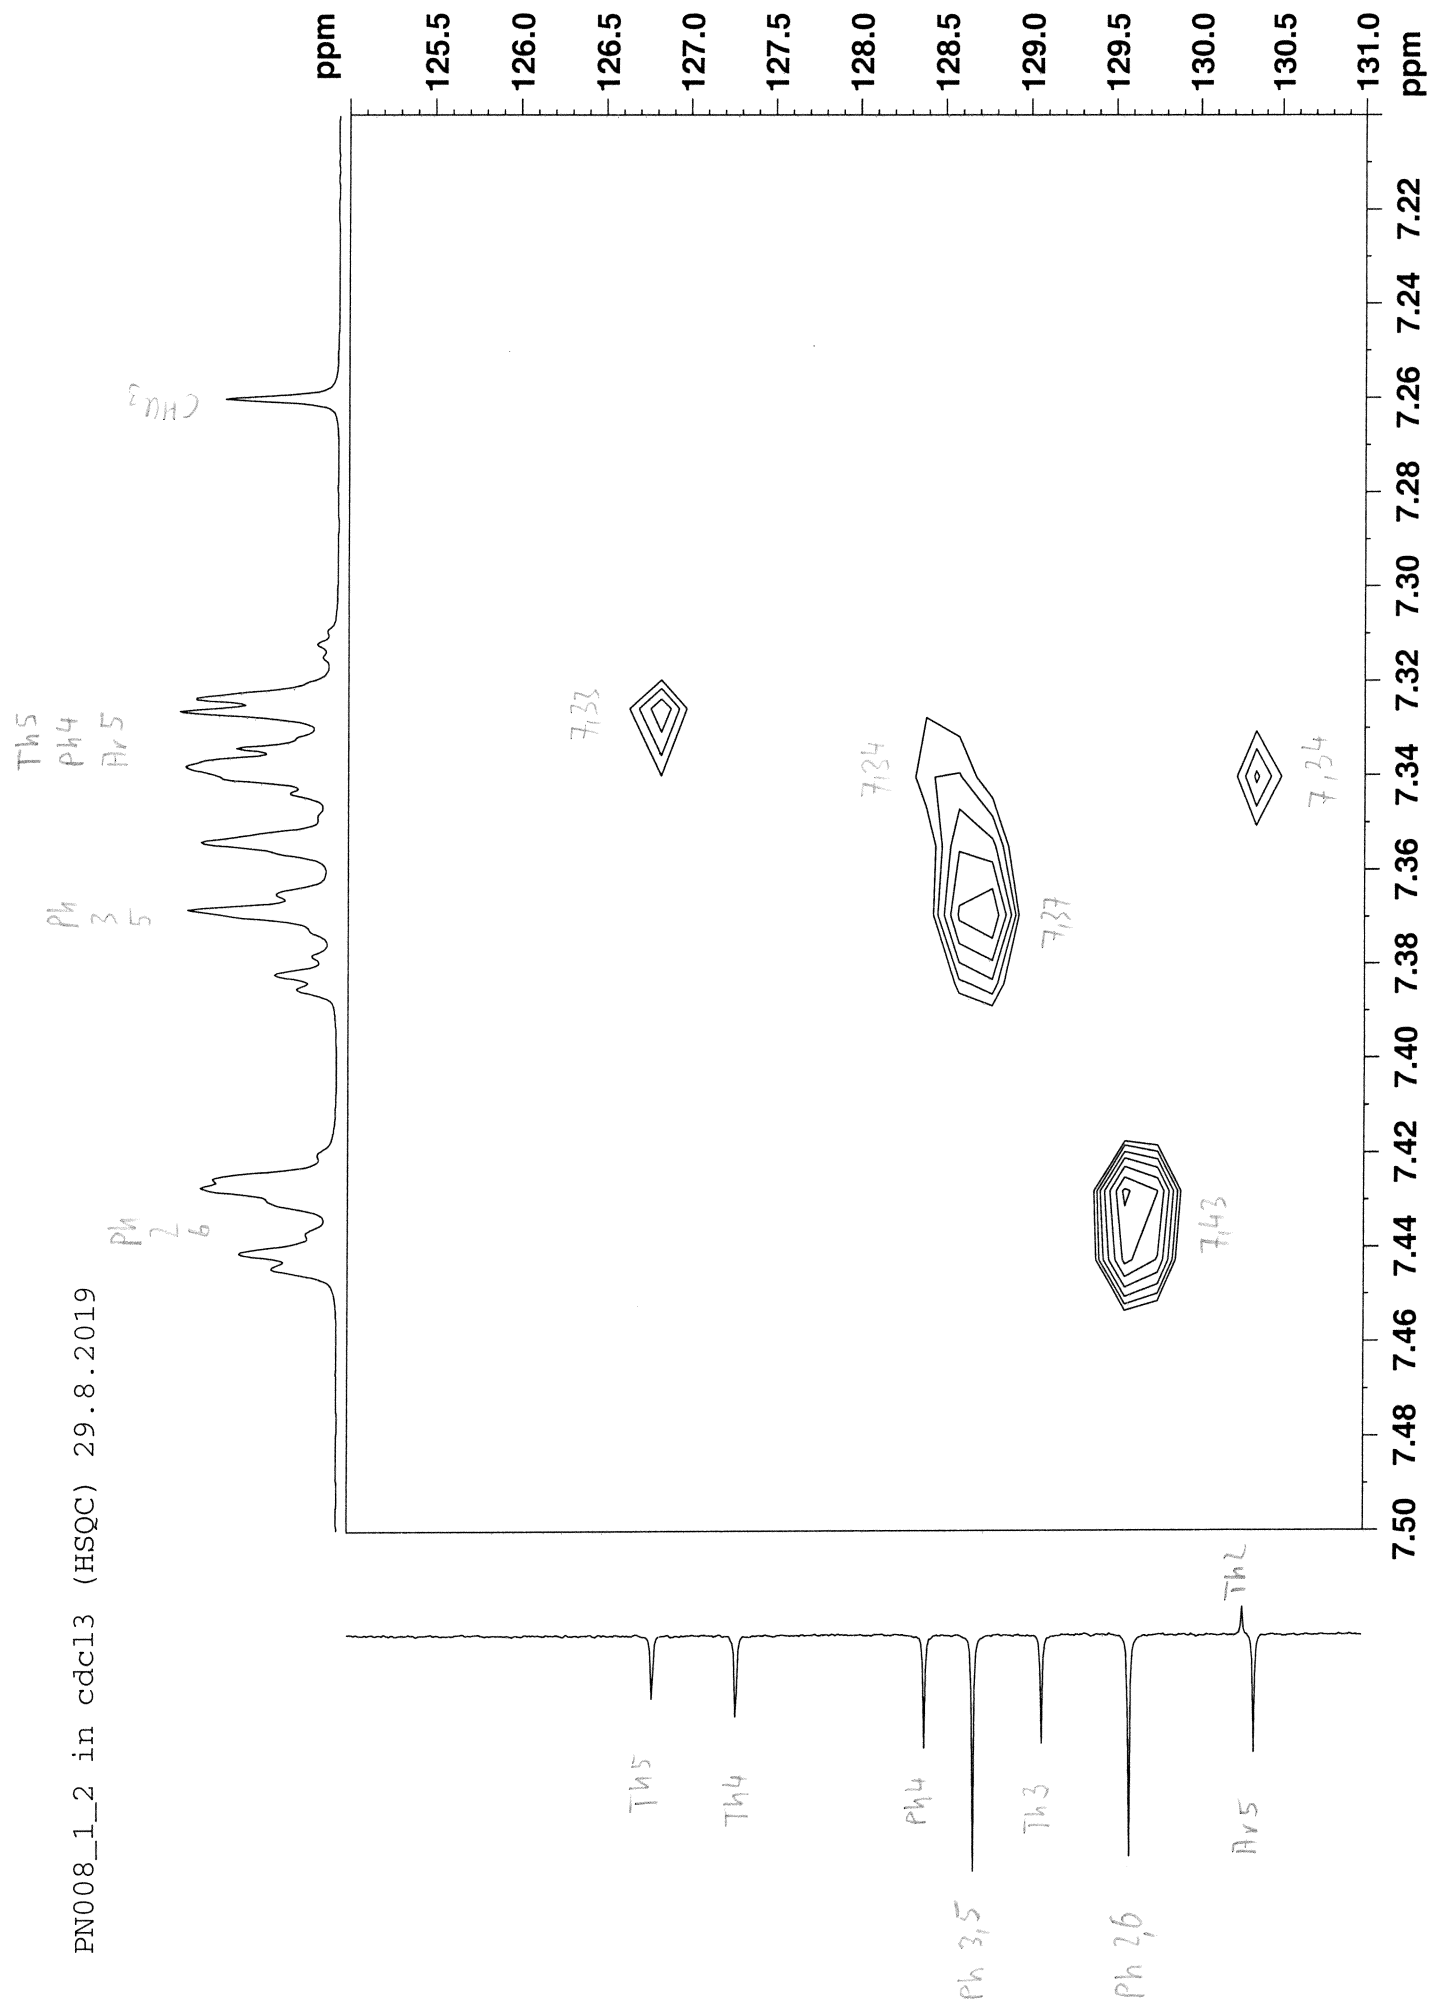 PN008_1_2 in cdcl3 (HSQC) 29.8.2019
Ph
2
6
Ph
3
5
Th5
Ph4
Ar5
CHCl3
ppm
125.5
126.0
126.5
127.0
127.5
128.0
128.5
129.0
129.5
130.0
130.5
131.0
ppm
7,33
7,34
7,37
7,34
7,43
7.50
7.48
7.46
7.44
7.42
7.40
7.38
7.36
7.34
7.32
7.30
7.28
7.26
7.24
7.22
Th5
Th4
Ph4
Ph 3,5
Th3
Ph 2,6
Th2
Ar5